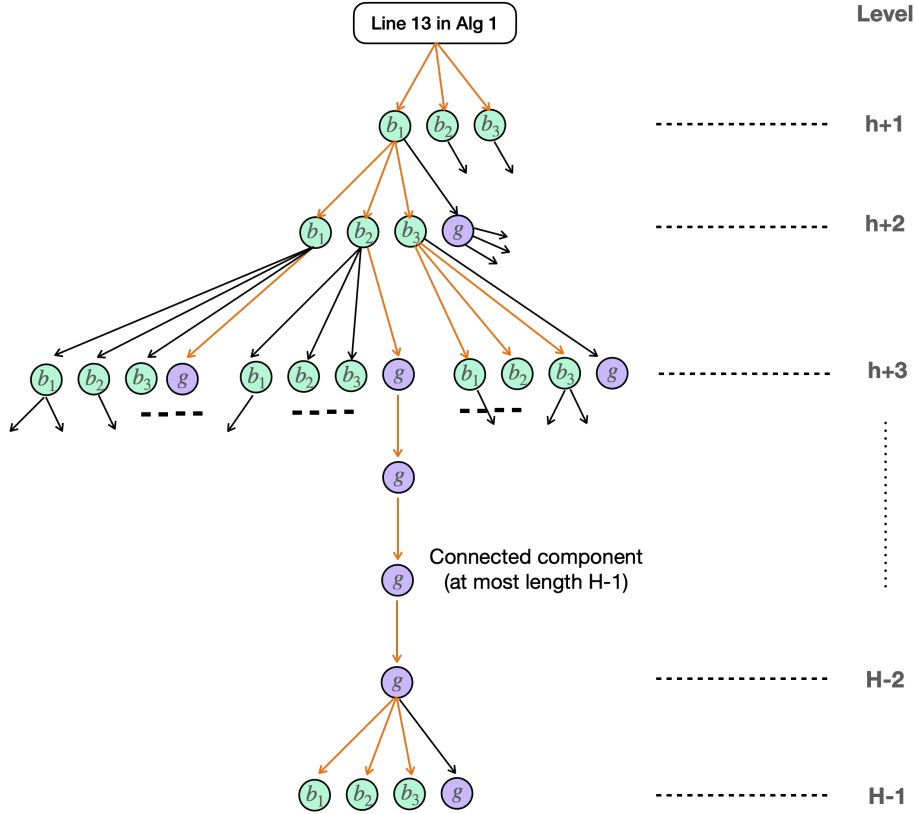 Level
Line 13 in Alg 1
b1 b2 b3 h+1
b1 b2 b3 g h+2
b1 b2 b3 g b1 b2 b3 g b1 b2 b3 g h+3
g
Connected component
(at most length H-1)
g
g H-2
b1 b2 b3 g H-1